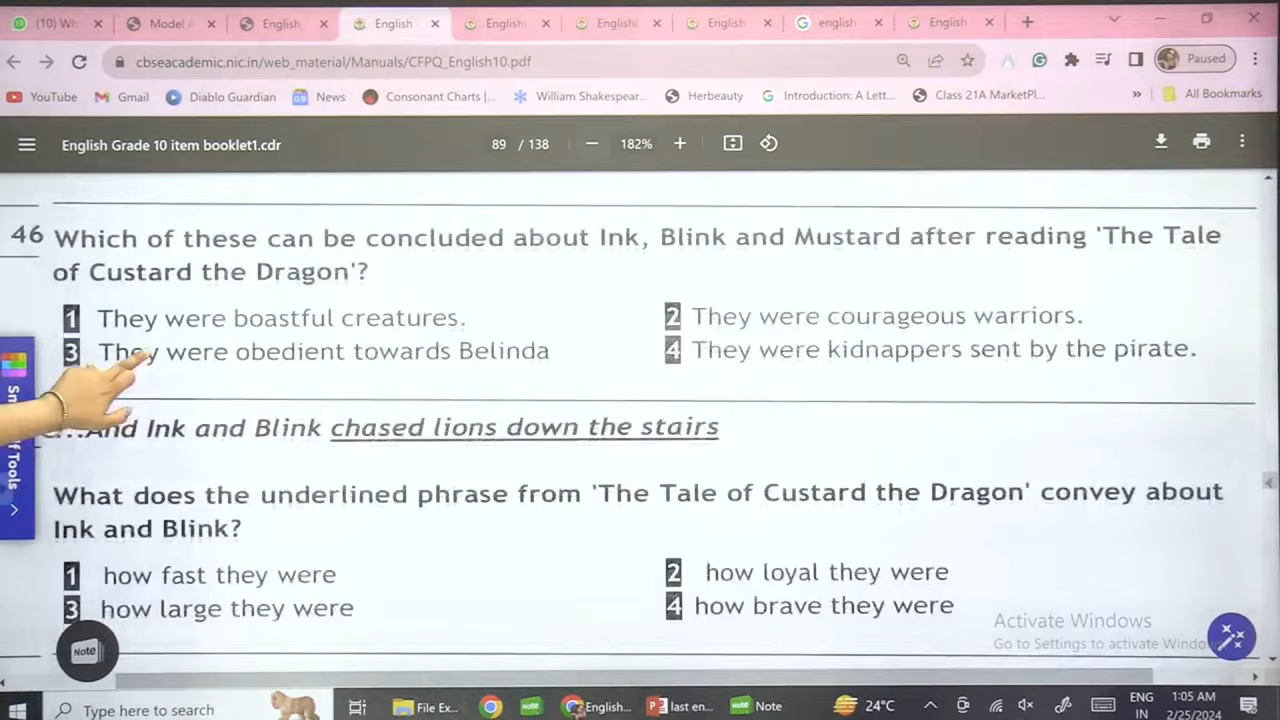 (10) Wh
Model A
English_
English
English
English
English
english
English
cbseacademic.nic.in/web_material/Manuals/CFPQ_English10.pdf
Paused
YouTube
Gmail
Diablo Guardian
News
Consonant Charts |...
William Shakespear...
Herbeauty
Introduction: A Lett...
Class 21A MarketPl...
»
All Bookmarks
English Grade 10 item booklet1.cdr
89 / 138
182%
46 Which of these can be concluded about Ink, Blink and Mustard after reading 'The Tale
of Custard the Dragon'?
1 They were boastful creatures.
2 They were courageous warriors.
3 They were obedient towards Belinda
4 They were kidnappers sent by the pirate.
...And Ink and Blink chased lions down the stairs
What does the underlined phrase from 'The Tale of Custard the Dragon' convey about
Ink and Blink?
1 how fast they were
2 how loyal they were
3 how large they were
4 how brave they were
Tools
Activate Windows
Go to Settings to activate Windo
Note
Type here to search
File Ex...
note
English...
last en...
note
Note
24°C
ENG
IN
1:05 AM
2/25/2024